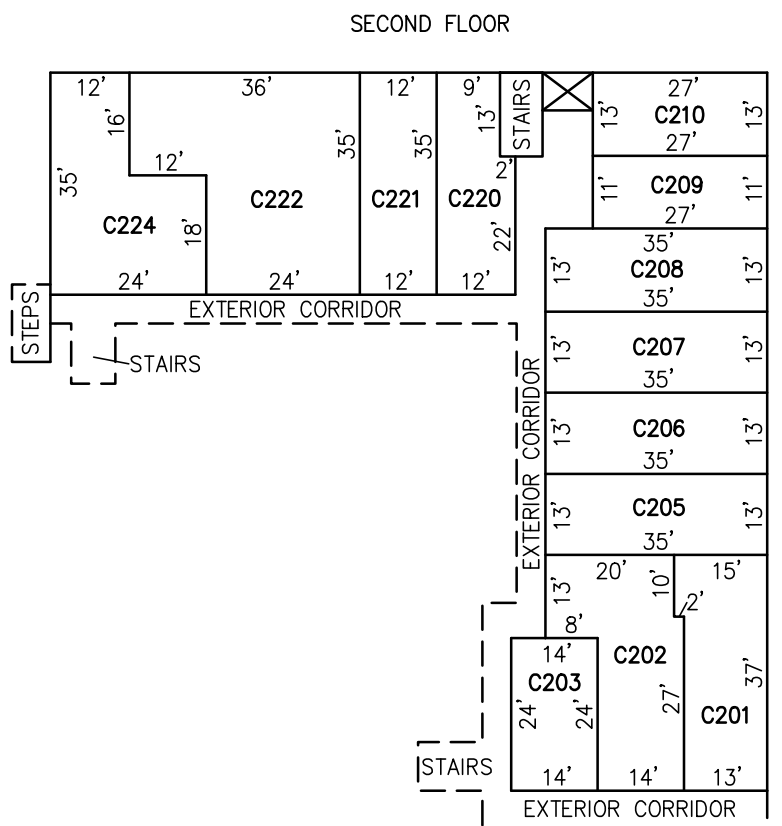 SECOND FLOOR
12' 36' 12' 9' STAIRS 27'
16' 13' 13' C210 13'
27'
35' 12' 35' 35' 2' 11' C209 11'
C224 C222 C221 C220
18' 22' 27'
35'
24' 24' 12' 12' 13' C208 13'
35'
STEPS
EXTERIOR CORRIDOR
STAIRS
13' C207 13'
35'
EXTERIOR CORRIDOR
13' C206 13'
35'
13' C205 13'
35'
20' 10' 15'
13' 2'
8'
14' C202
C203 37'
24' 24' 27' C201
STAIRS
14' 14' 13'
EXTERIOR CORRIDOR